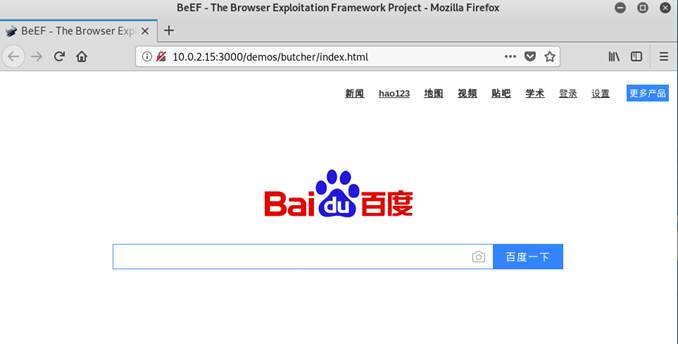 BeEF - The Browser Exploitation Framework Project - Mozilla Firefox
BeEF - The Browser Expl
10.0.2.15:3000/demos/butcher/index.html
新闻 hao123 地图 视频 贴吧 学术 登录 设置 更多产品
Bai du 百度
百度一下